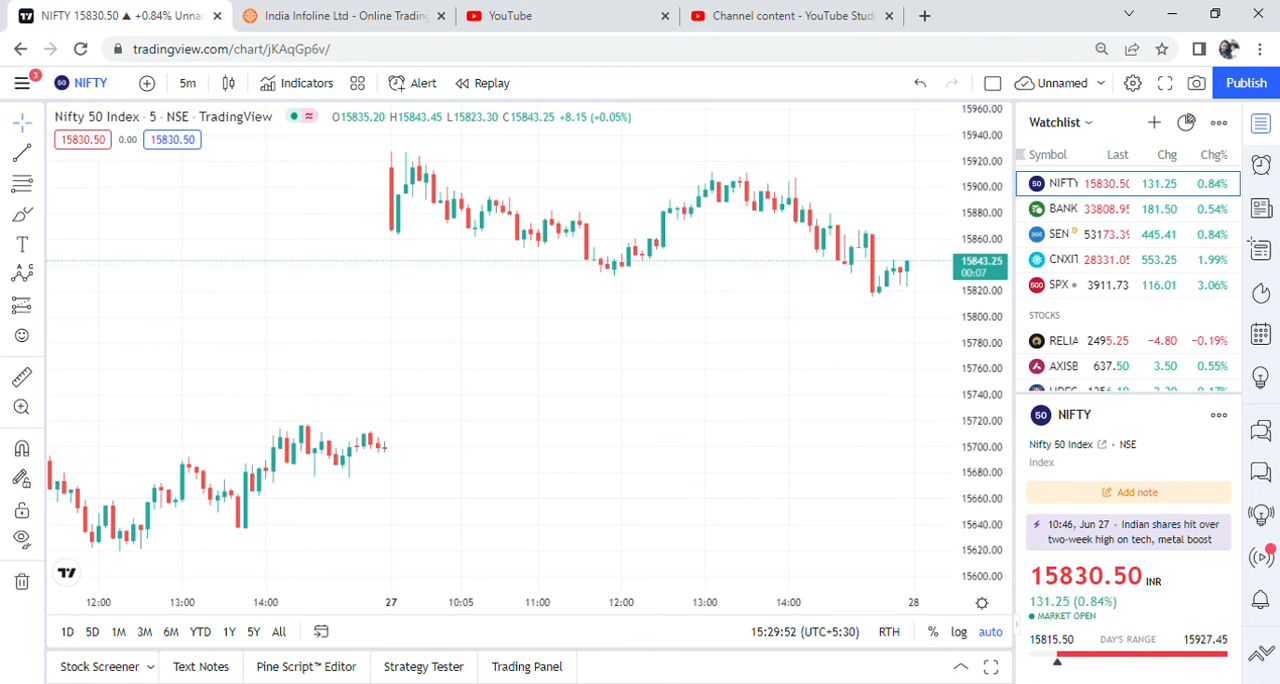 NIFTY 15830.50 ▲ +0.84% Unnar
India Infoline Ltd - Online Trading
YouTube
Channel content - YouTube Studi
tradingview.com/chart/jKAqGp6v/
3
50 NIFTY
5m
Indicators
Alert
Replay
Unnamed
Publish
Nifty 50 Index · 5 · NSE · TradingView
O15835.20 H15843.45 L15823.30 C15843.25 +8.15 (+0.05%)
15830.50 0.00 15830.50
15960.00
15940.00
15920.00
15900.00
15880.00
15860.00
15843.25
00:07
15820.00
15800.00
15780.00
15760.00
15740.00
15720.00
15700.00
15680.00
15660.00
15640.00
15620.00
15600.00
12:00 13:00 14:00 27 10:05 11:00 12:00 13:00 14:00 28
1D 5D 1M 3M 6M YTD 1Y 5Y All
15:29:52 (UTC+5:30) RTH % log auto
Stock Screener Text Notes Pine Script™ Editor Strategy Tester Trading Panel
Watchlist
Symbol Last Chg Chg%
50 NIFTY 15830.50 131.25 0.84%
BANK 33808.95 181.50 0.54%
SEN D 53173.39 445.41 0.84%
CNXIT 28331.05 553.25 1.99%
500 SPX 3911.73 116.01 3.06%
STOCKS
RELIA 2495.25 −4.80 −0.19%
AXISB 637.50 3.50 0.55%
50 NIFTY
Nifty 50 Index · NSE
Index
Add note
10:46, Jun 27 · Indian shares hit over
two-week high on tech, metal boost
15830.50 INR
131.25 (0.84%)
MARKET OPEN
15815.50 DAY'S RANGE 15927.45